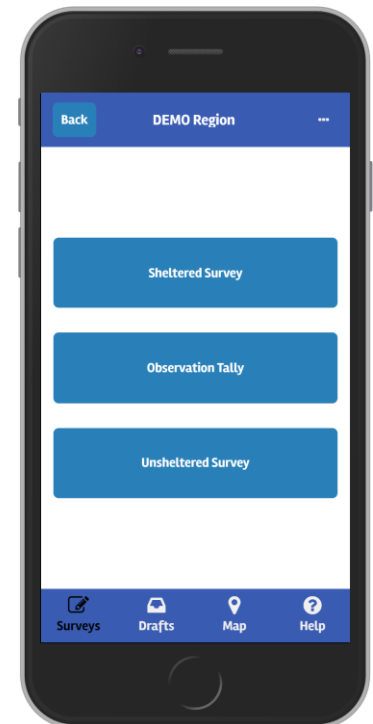 Back DEMO Region ...
Sheltered Survey
Observation Tally
Unsheltered Survey
Surveys Drafts Map Help